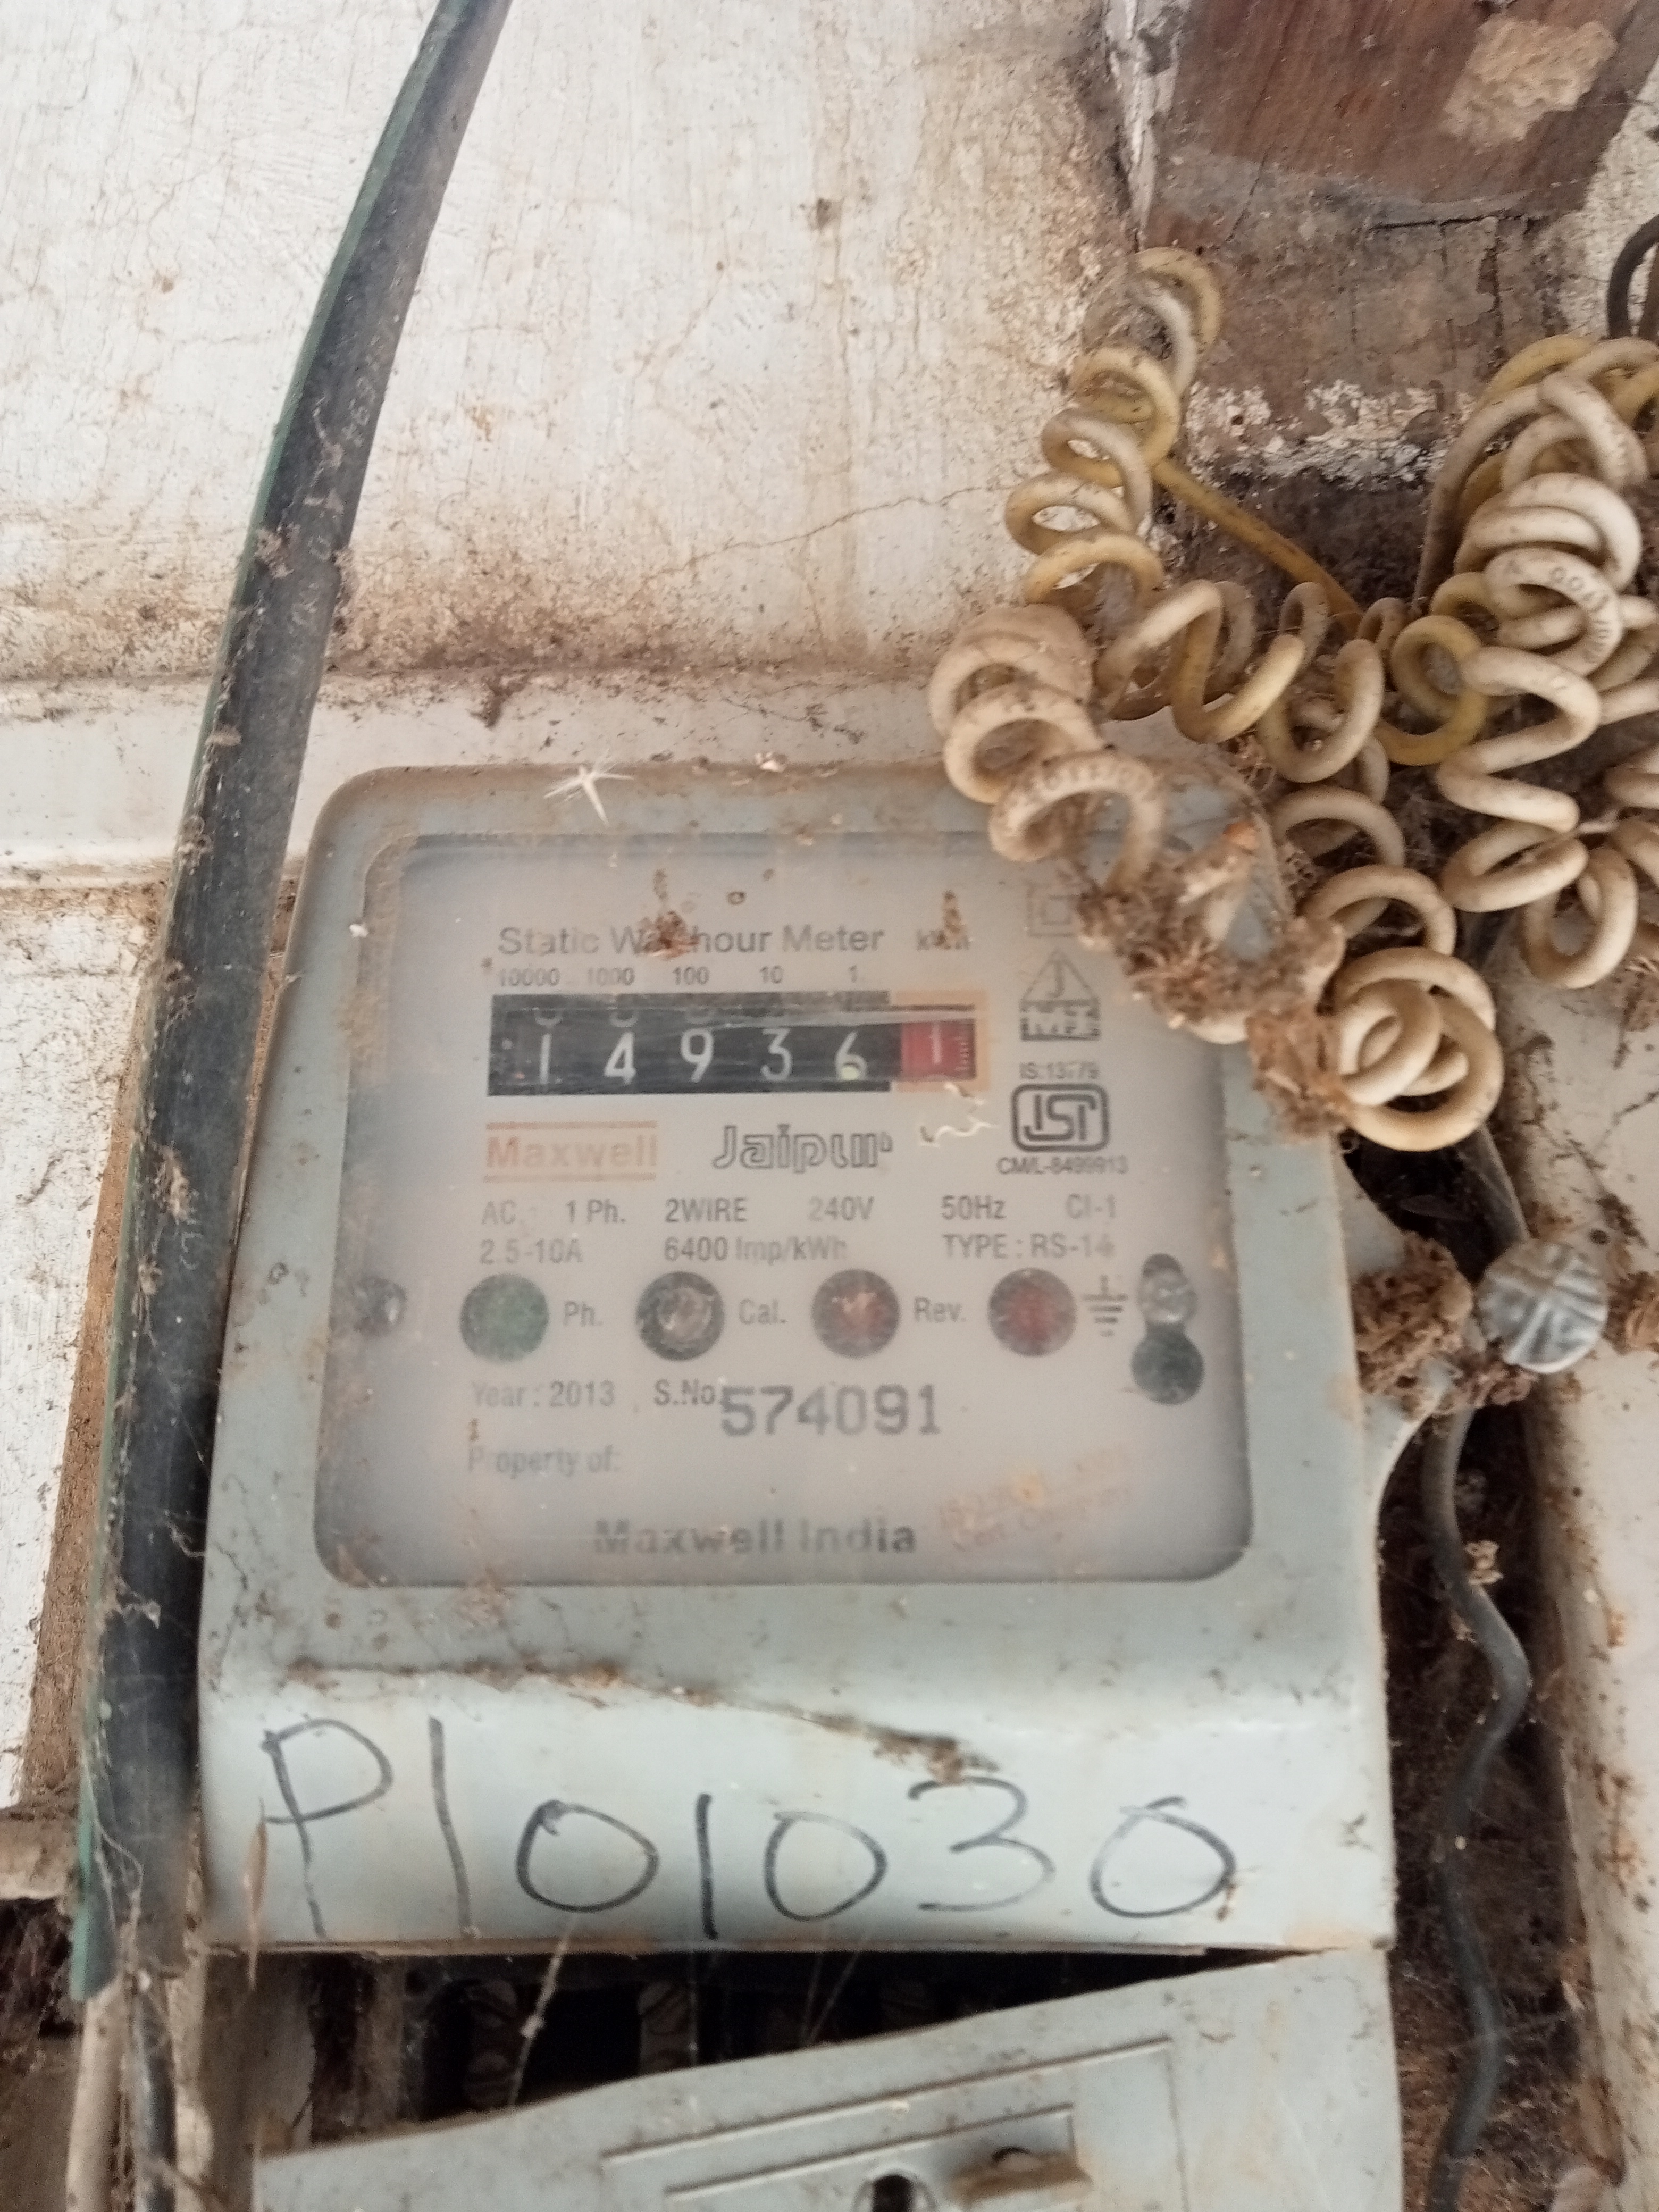 Static Watthour Meter kWh
10000 1000 100 10 1
1 4 9 3 6 1
IS:13779
ISI
Maxwell Jaipur
CM/L-8499913
AC 1 Ph. 2WIRE 240V 50Hz Cl-1
2.5-10A 6400 Imp/kWh TYPE : RS-14
Ph. Cal. Rev.
Year : 2013 S.No. 574091
Property of:
Maxwell India
P101030